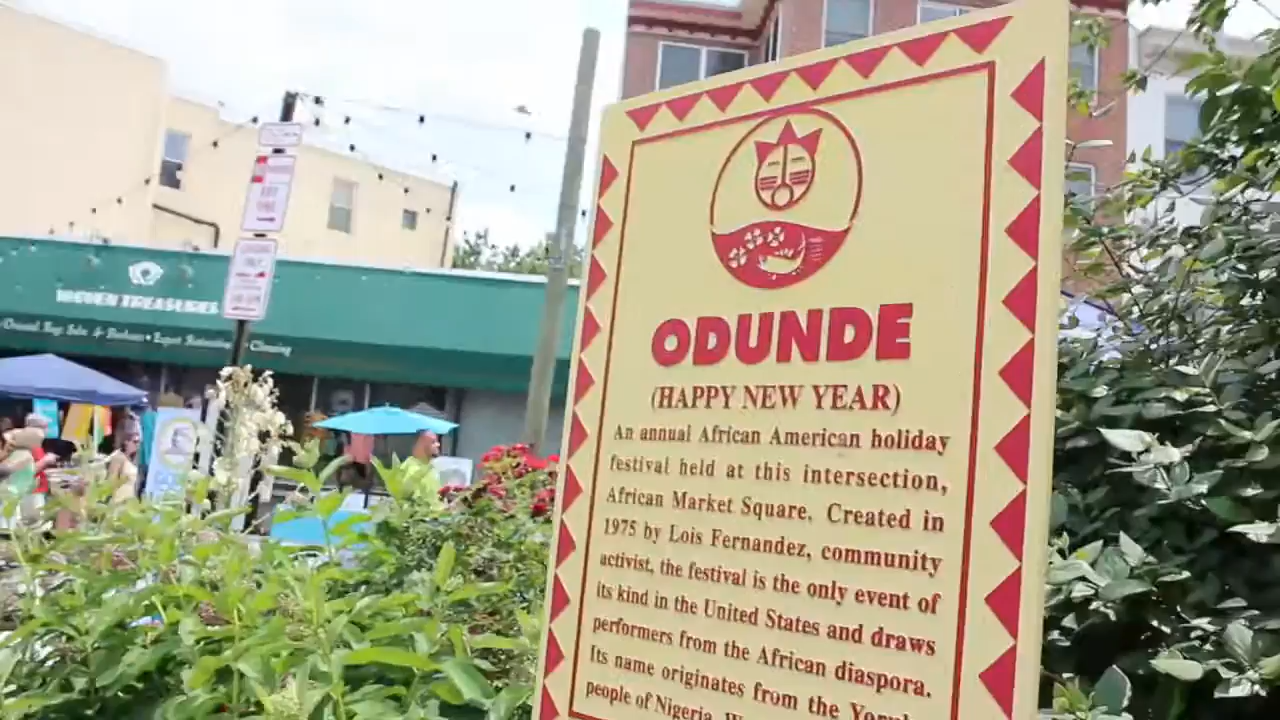 WOVEN TREASURES
ODUNDE
(HAPPY NEW YEAR)
An annual African American holiday
festival held at this intersection,
African Market Square. Created in
1975 by Lois Fernandez, community
activist, the festival is the only event of
its kind in the United States and draws
performers from the African diaspora.
Its name originates from the
people of Nigeria.